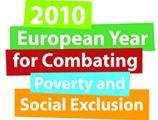 2010
European Year
for Combating
Poverty and
Social Exclusion